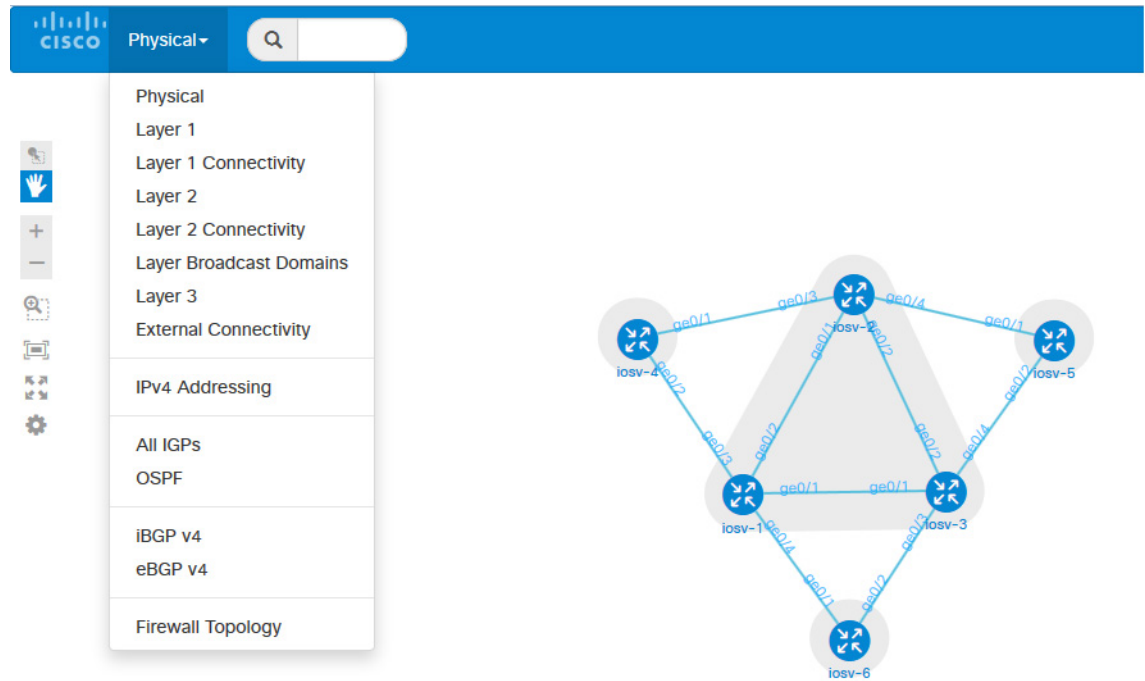 CISCO
Physical
Physical
Layer 1
Layer 1 Connectivity
Layer 2
Layer 2 Connectivity
Layer Broadcast Domains
Layer 3
External Connectivity
IPv4 Addressing
All IGPs
OSPF
iBGP v4
eBGP v4
Firewall Topology
ge0/3
ge0/4
ge0/1
ge0/1
iosv-2
ge0/1
ge0/2
iosv-4
ge0/2
ge0/2
iosv-5
ge0/3
ge0/2
ge0/2
ge0/4
ge0/1
ge0/1
iosv-1
ge0/4
ge0/3
iosv-3
ge0/1
ge0/2
iosv-6